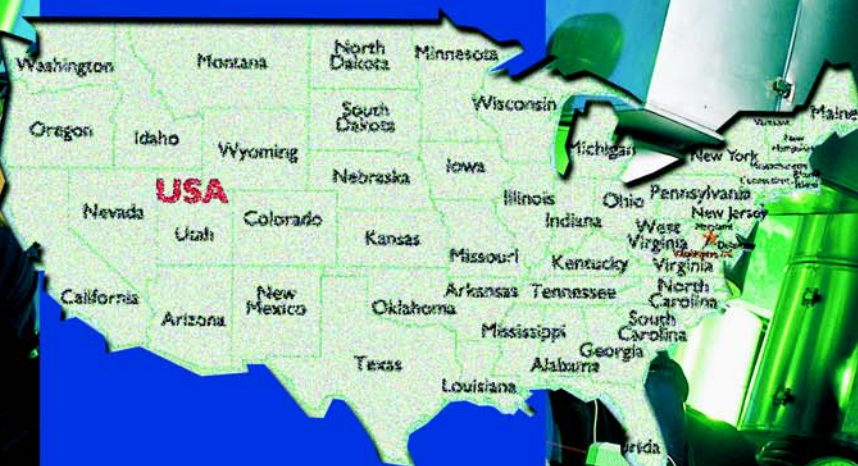 Washington
Montana
North
Dakota
Minnesota
Oregon
Idaho
South
Dakota
Wisconsin
Maine
Wyoming
Michigan
New York
USA
Nebraska
Iowa
Illinois
Ohio
Pennsylvania
Nevada
Utah
Colorado
Indiana
New Jersey
Kansas
Missouri
West
Virginia
Kentucky
Virginia
California
Arizona
New
Mexico
Oklahoma
Arkansas
Tennessee
North
Carolina
Mississippi
South
Carolina
Texas
Alabama
Georgia
Louisiana